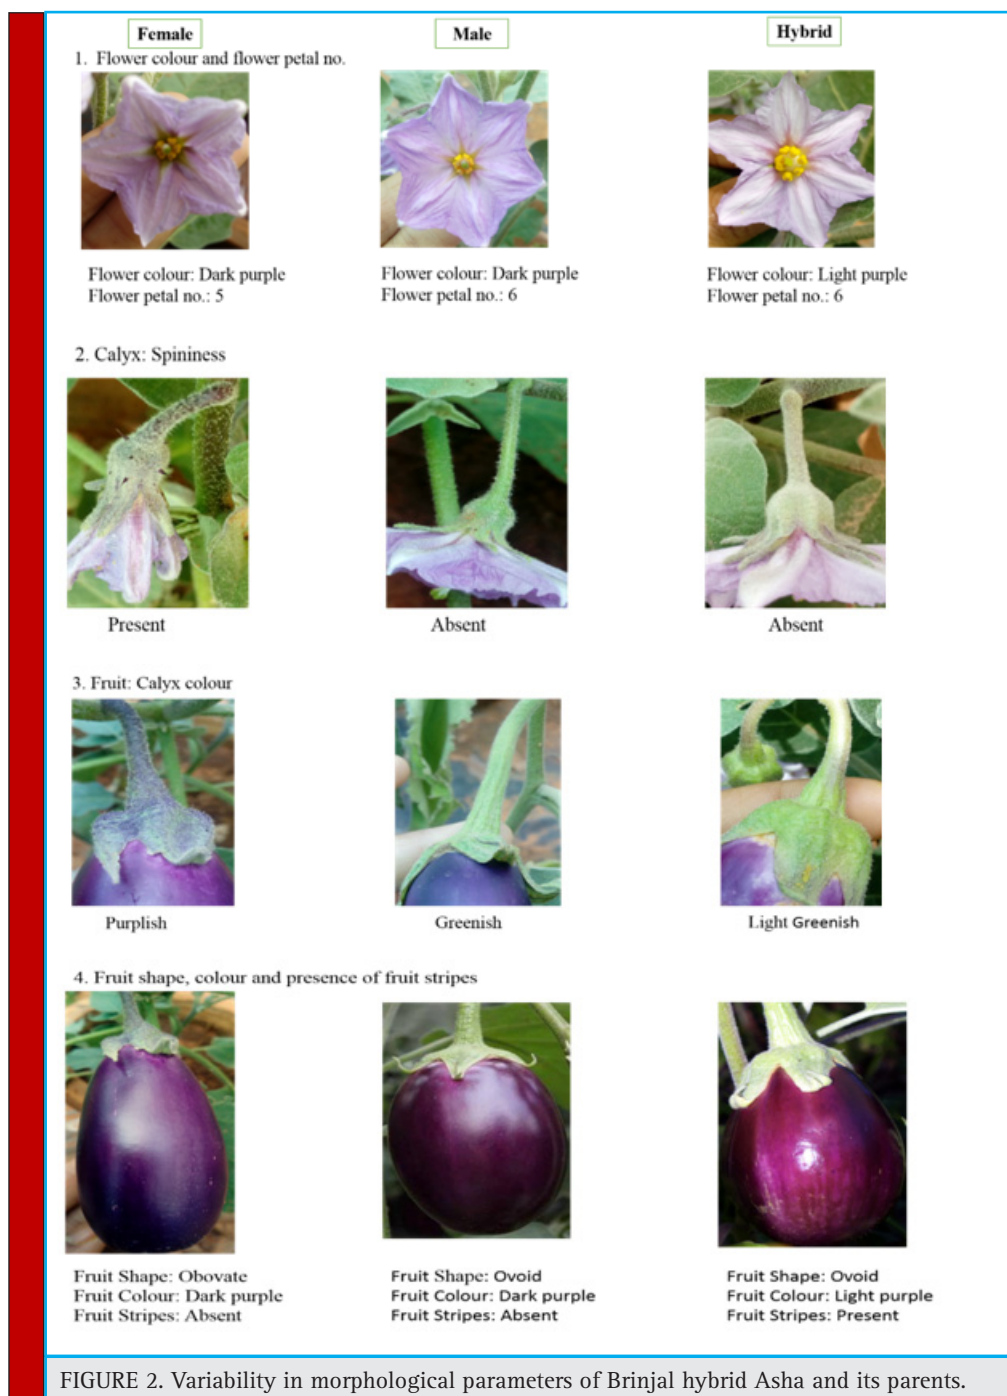 Female
Male
Hybrid
1. Flower colour and flower petal no.
Flower colour: Dark purple
Flower petal no.: 5
Flower colour: Dark purple
Flower petal no.: 6
Flower colour: Light purple
Flower petal no.: 6
2. Calyx: Spininess
Present
Absent
Absent
3. Fruit: Calyx colour
Purplish
Greenish
Light Greenish
4. Fruit shape, colour and presence of fruit stripes
Fruit Shape: Obovate
Fruit Colour: Dark purple
Fruit Stripes: Absent
Fruit Shape: Ovoid
Fruit Colour: Dark purple
Fruit Stripes: Absent
Fruit Shape: Ovoid
Fruit Colour: Light purple
Fruit Stripes: Present
FIGURE 2. Variability in morphological parameters of Brinjal hybrid Asha and its parents.